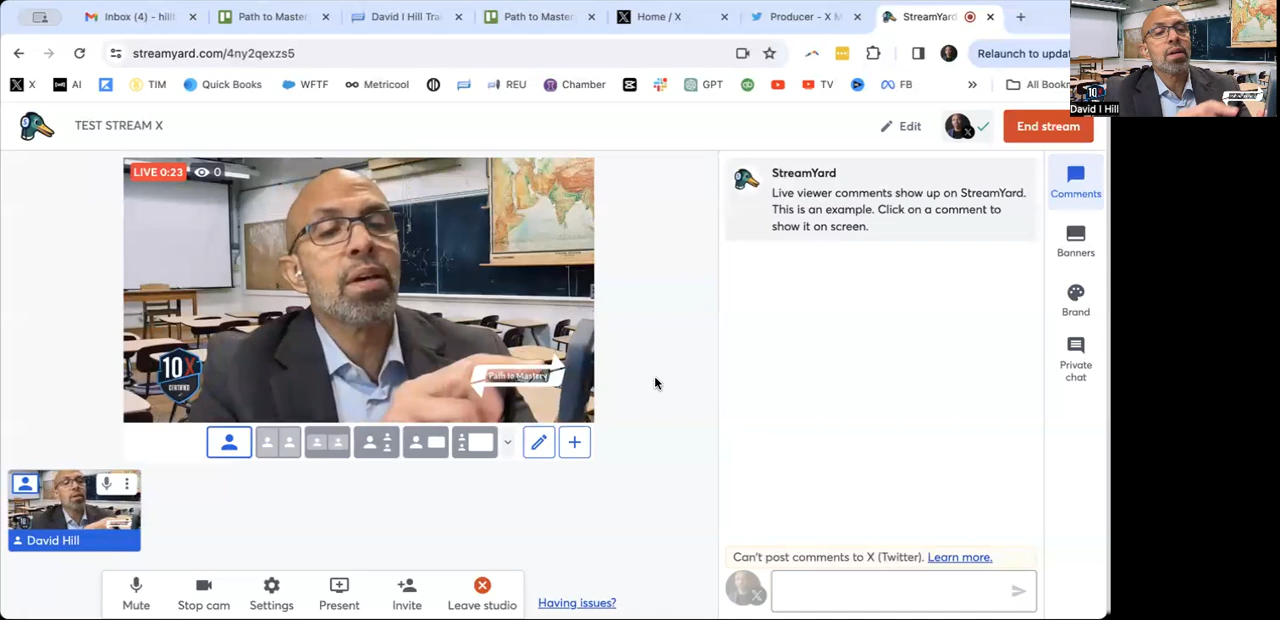 Inbox (4) - hillt
Path to Master
David I Hill Tra
Path to Master
Home / X
Producer - X M
StreamYard
streamyard.com/4ny2qexzs5
Relaunch to upda
X
AI
TIM
Quick Books
WFTF
Metricool
REU
Chamber
GPT
TV
FB
All Bookm
David I Hill
TEST STREAM X
Edit
End stream
LIVE 0:23
0
10X
CERTIFIED
Path to Mastery
StreamYard
Live viewer comments show up on StreamYard.
This is an example. Click on a comment to
show it on screen.
Comments
Banners
Brand
Private
chat
David Hill
Can't post comments to X (Twitter). Learn more.
Mute
Stop cam
Settings
Present
Invite
Leave studio
Having issues?